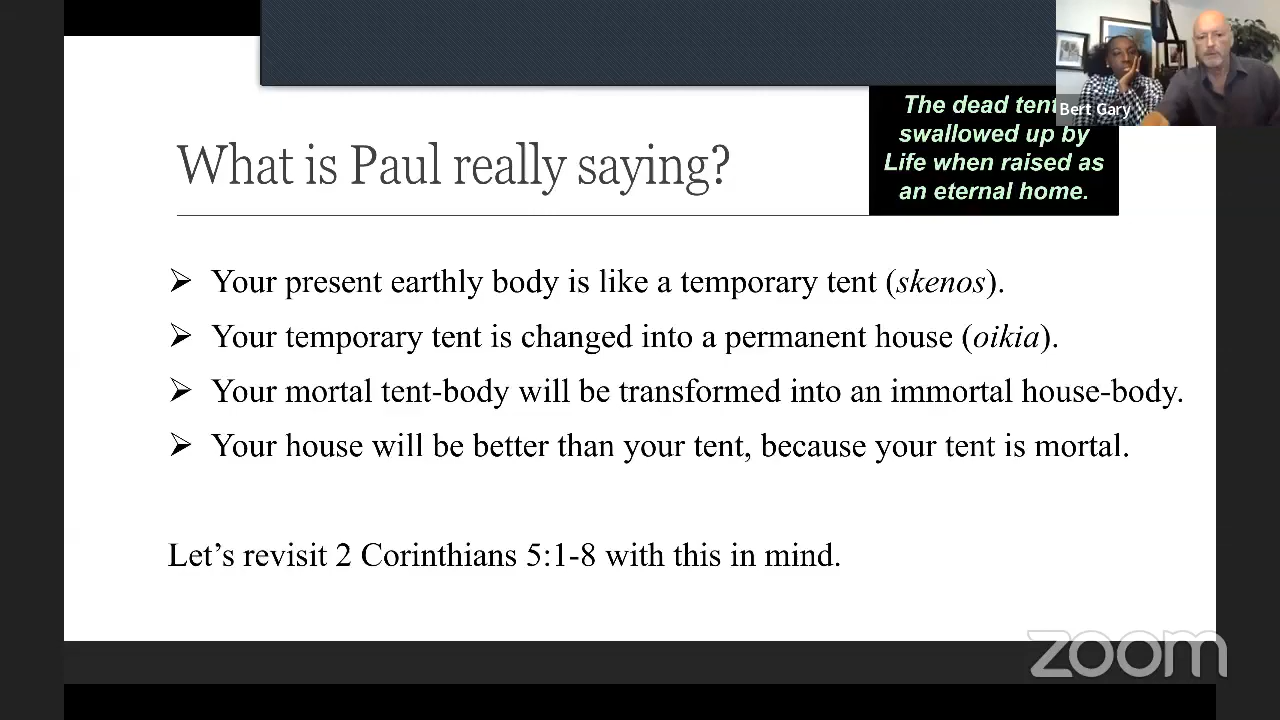 What is Paul really saying?
The dead tent
swallowed up by
Life when raised as
an eternal home.
Bert Gary
➢ Your present earthly body is like a temporary tent (skenos).
➢ Your temporary tent is changed into a permanent house (oikia).
➢ Your mortal tent-body will be transformed into an immortal house-body.
➢ Your house will be better than your tent, because your tent is mortal.
Let’s revisit 2 Corinthians 5:1-8 with this in mind.
zoom